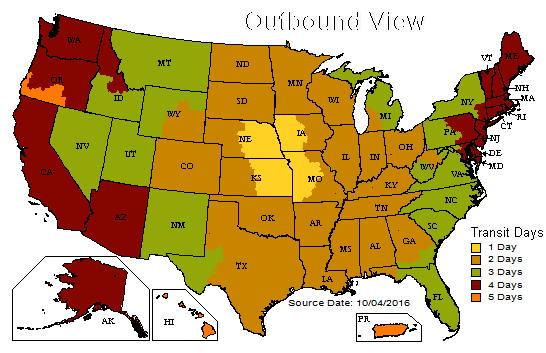 Outbound View
WA
VT
ME
MT
ND
OR
MN
NH
ID
WI
MA
SD
NY
WY
MI
RI
CT
IA
PA
NE
NJ
NV
OH
UT
IL
IN
DE
CO
WV
MD
CA
KS
MO
VA
KY
NC
TN
AZ
OK
NM
AR
SC
MS
AL
GA
TX
LA
FL
AK
HI
PR
Transit Days
1 Day
2 Days
3 Days
4 Days
5 Days
Source Date: 10/04/2016